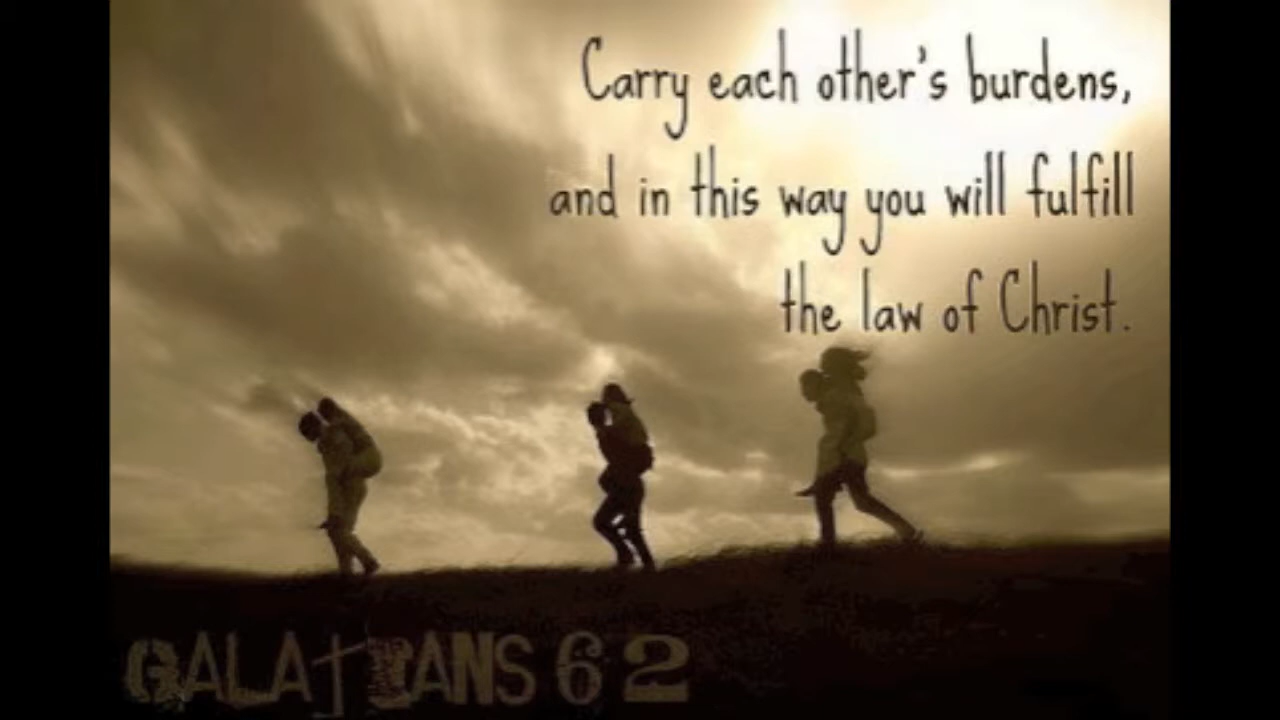 Carry each other's burdens,
and in this way you will fulfill
the law of Christ.
GALATIANS 6 2